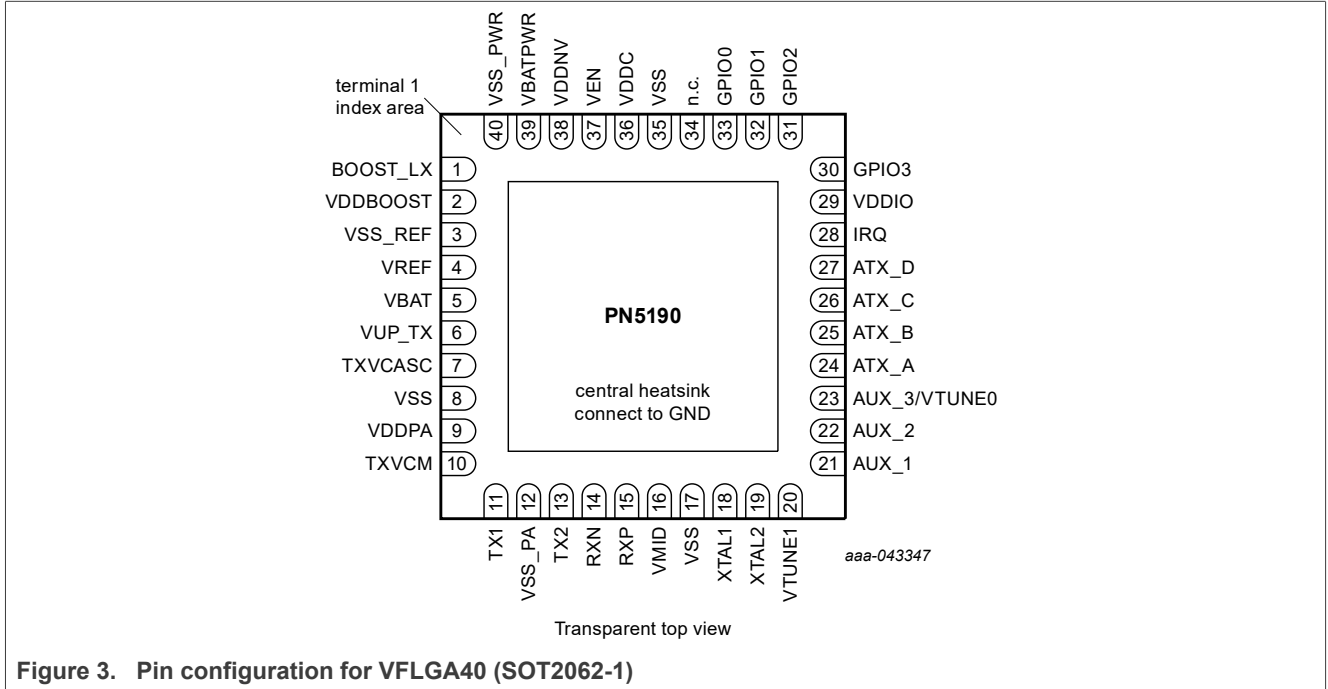 VSS_PWR
VBATPWR
VDDNV
VEN
VDDC
VSS
n.c.
GPIO0
GPIO1
GPIO2
terminal 1
index area
40
39
38
37
36
35
34
33
32
31
BOOST_LX 1
30 GPIO3
VDDBOOST 2
29 VDDIO
VSS_REF 3
28 IRQ
VREF 4
27 ATX_D
VBAT 5
26 ATX_C
PN5190
VUP_TX 6
25 ATX_B
TXVCASC 7
24 ATX_A
central heatsink
connect to GND
VSS 8
23 AUX_3/VTUNE0
VDDPA 9
22 AUX_2
TXVCM 10
21 AUX_1
11
12
13
14
15
16
17
18
19
20
TX1
VSS_PA
TX2
RXN
RXP
VMID
VSS
XTAL1
XTAL2
VTUNE1
aaa-043347
Transparent top view
Figure 3. Pin configuration for VFLGA40 (SOT2062-1)